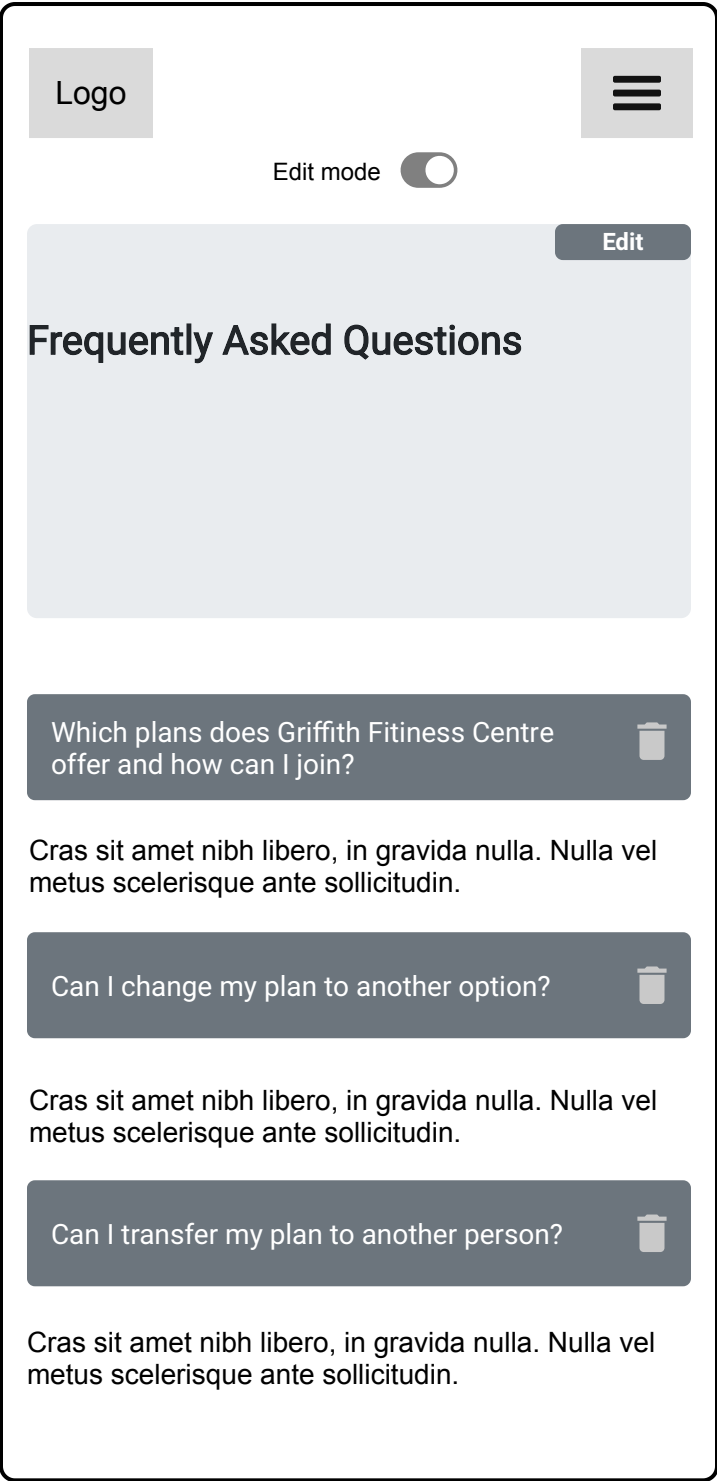 Logo
Edit mode
Edit
Frequently Asked Questions
Which plans does Griffith Fitiness Centre
offer and how can I join?
Cras sit amet nibh libero, in gravida nulla. Nulla vel
metus scelerisque ante sollicitudin.
Can I change my plan to another option?
Cras sit amet nibh libero, in gravida nulla. Nulla vel
metus scelerisque ante sollicitudin.
Can I transfer my plan to another person?
Cras sit amet nibh libero, in gravida nulla. Nulla vel
metus scelerisque ante sollicitudin.